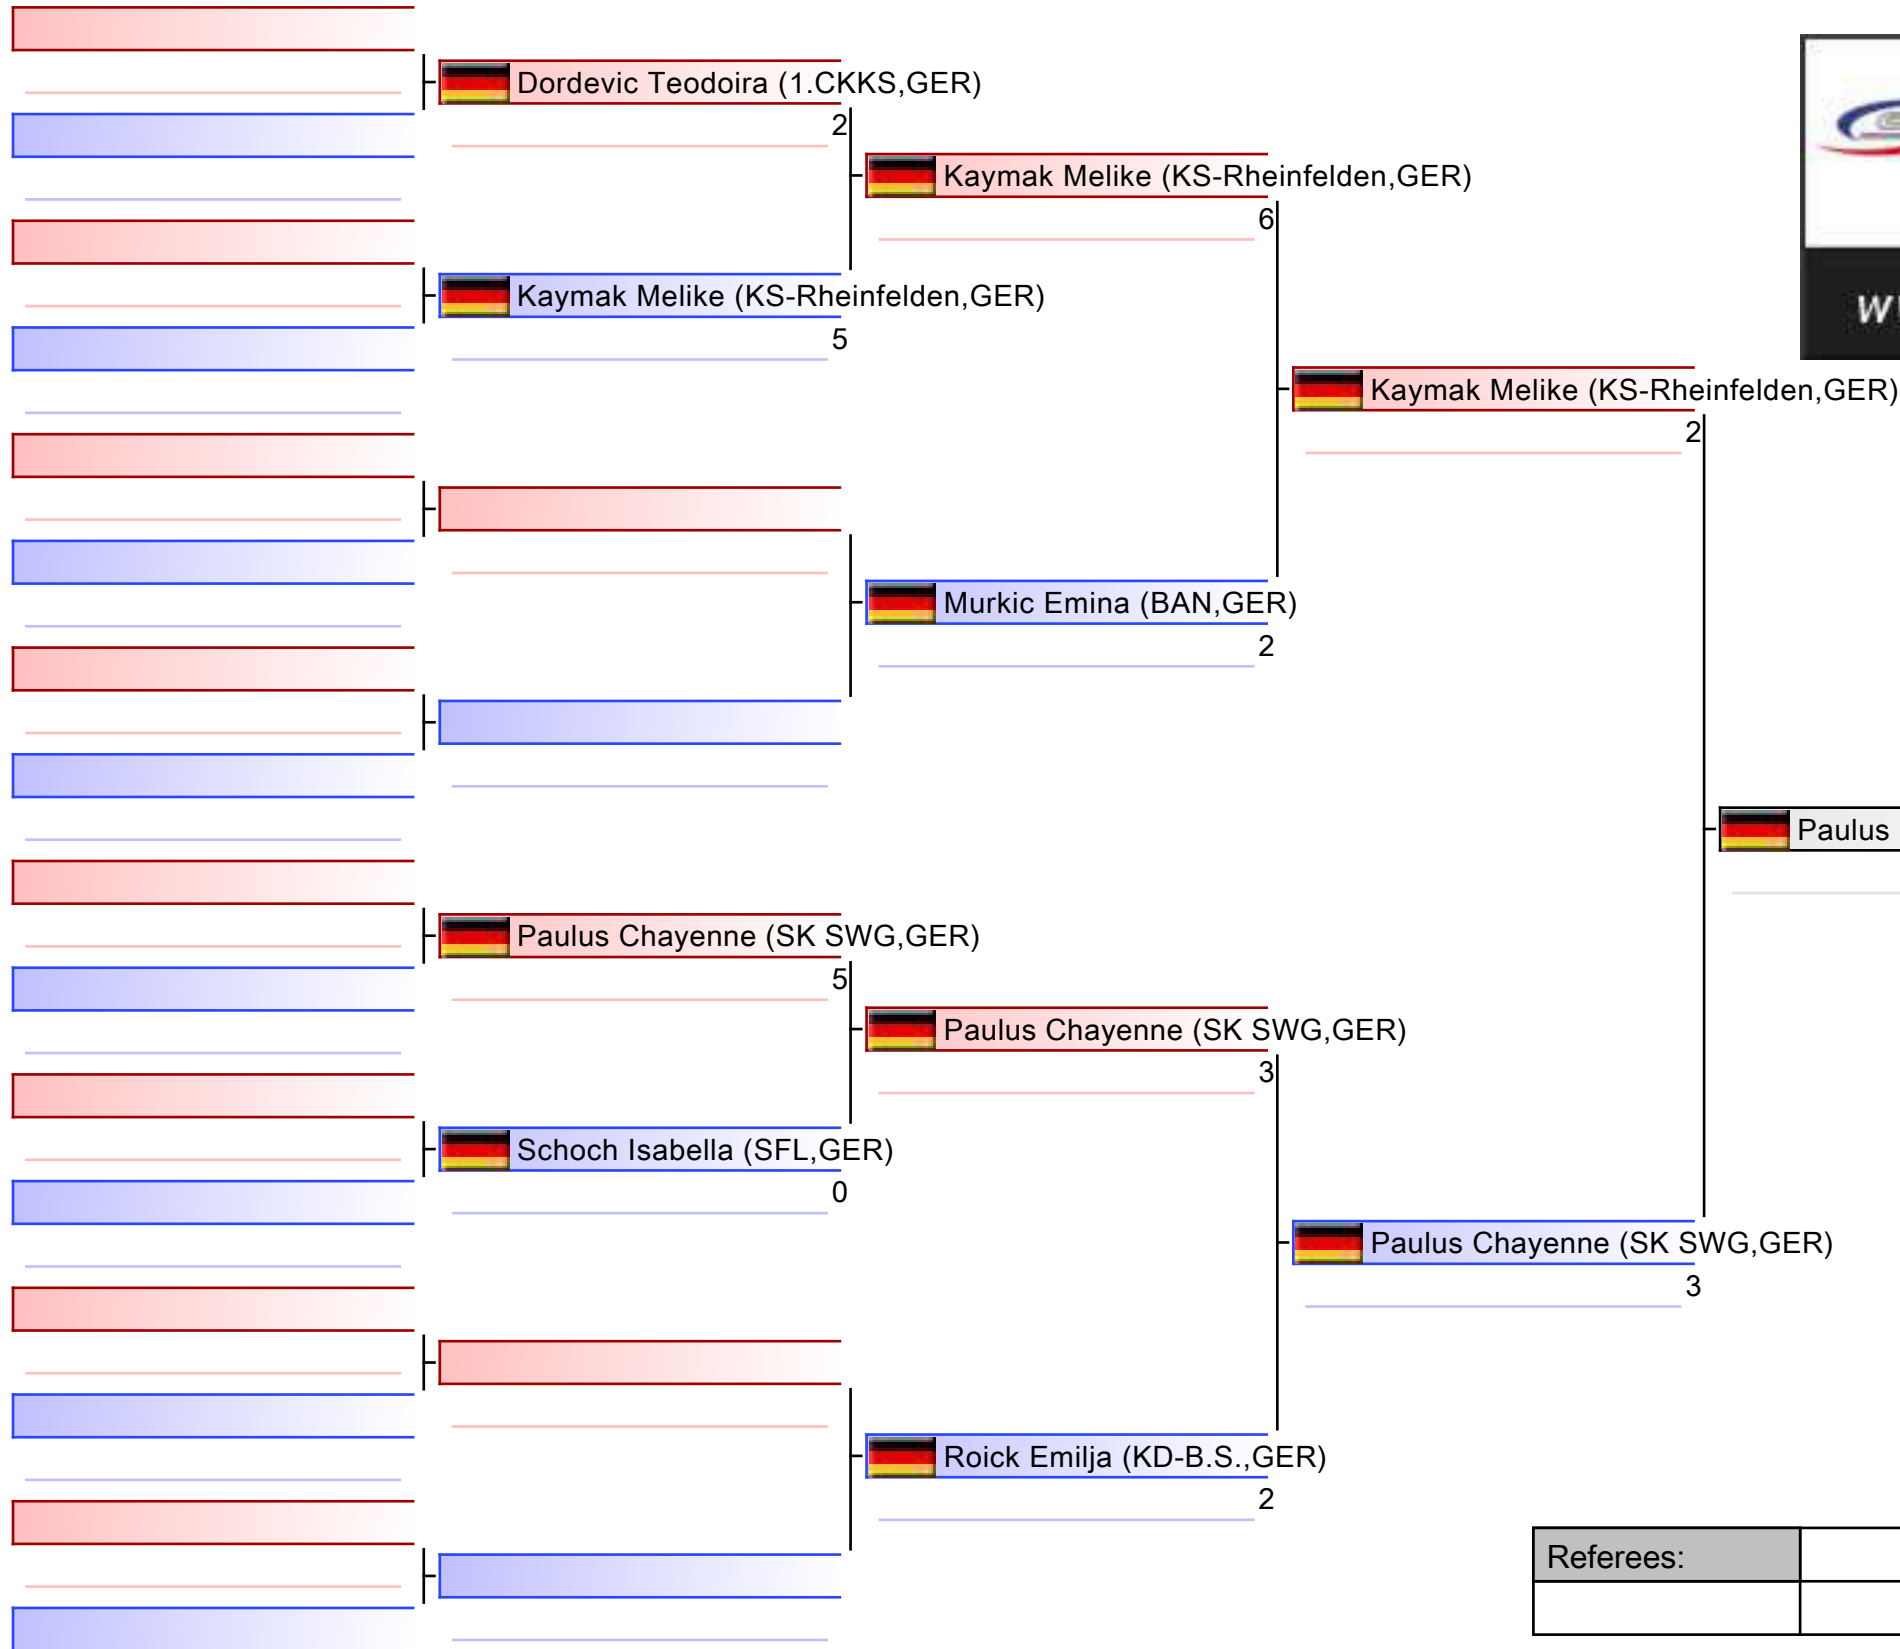 Dordevic Teodoira (1.CKKS,GER)
2
Kaymak Melike (KS-Rheinfelden,GER)
6
Kaymak Melike (KS-Rheinfelden,GER)
5
Kaymak Melike (KS-Rheinfelden,GER)
2
Murkic Emina (BAN,GER)
2
Paulus
Paulus Chayenne (SK SWG,GER)
5
Paulus Chayenne (SK SWG,GER)
3
Schoch Isabella (SFL,GER)
0
Paulus Chayenne (SK SWG,GER)
3
Roick Emilja (KD-B.S.,GER)
2
Referees: